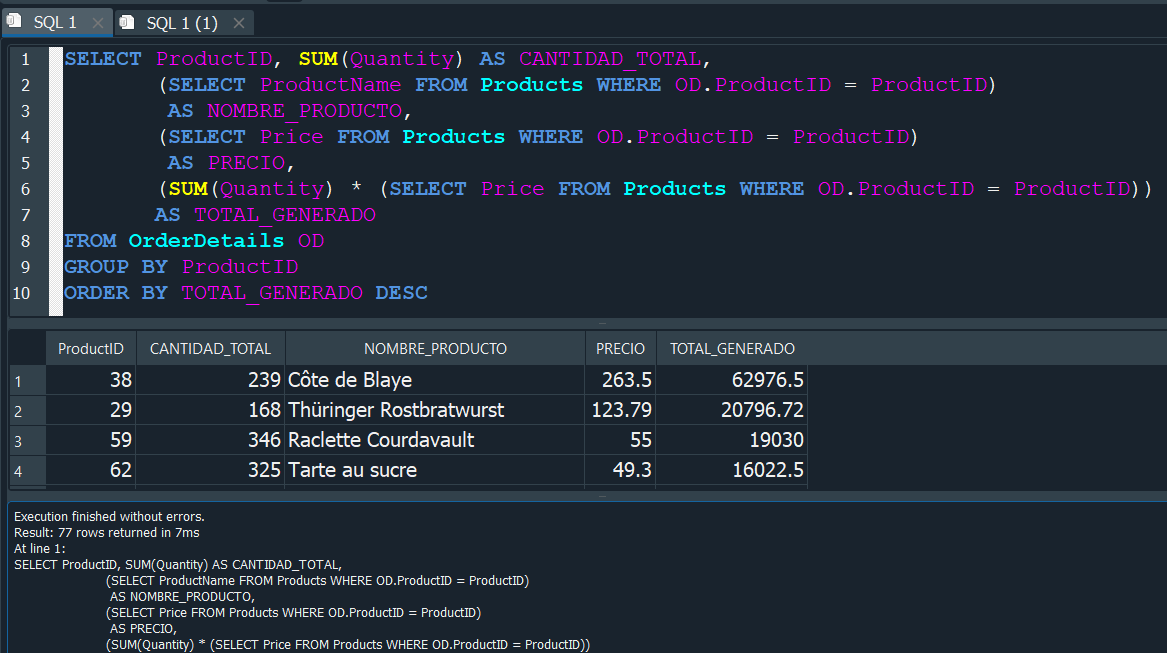 SQL 1 × SQL 1 (1) ×
1 SELECT ProductID, SUM(Quantity) AS CANTIDAD_TOTAL,
2 (SELECT ProductName FROM Products WHERE OD.ProductID = ProductID)
3 AS NOMBRE_PRODUCTO,
4 (SELECT Price FROM Products WHERE OD.ProductID = ProductID)
5 AS PRECIO,
6 (SUM(Quantity) * (SELECT Price FROM Products WHERE OD.ProductID = ProductID))
7 AS TOTAL_GENERADO
8 FROM OrderDetails OD
9 GROUP BY ProductID
10 ORDER BY TOTAL_GENERADO DESC
ProductID CANTIDAD_TOTAL NOMBRE_PRODUCTO PRECIO TOTAL_GENERADO
1 38 239 Côte de Blaye 263.5 62976.5
2 29 168 Thüringer Rostbratwurst 123.79 20796.72
3 59 346 Raclette Courdavault 55 19030
4 62 325 Tarte au sucre 49.3 16022.5
Execution finished without errors.
Result: 77 rows returned in 7ms
At line 1:
SELECT ProductID, SUM(Quantity) AS CANTIDAD_TOTAL,
(SELECT ProductName FROM Products WHERE OD.ProductID = ProductID)
AS NOMBRE_PRODUCTO,
(SELECT Price FROM Products WHERE OD.ProductID = ProductID)
AS PRECIO,
(SUM(Quantity) * (SELECT Price FROM Products WHERE OD.ProductID = ProductID))